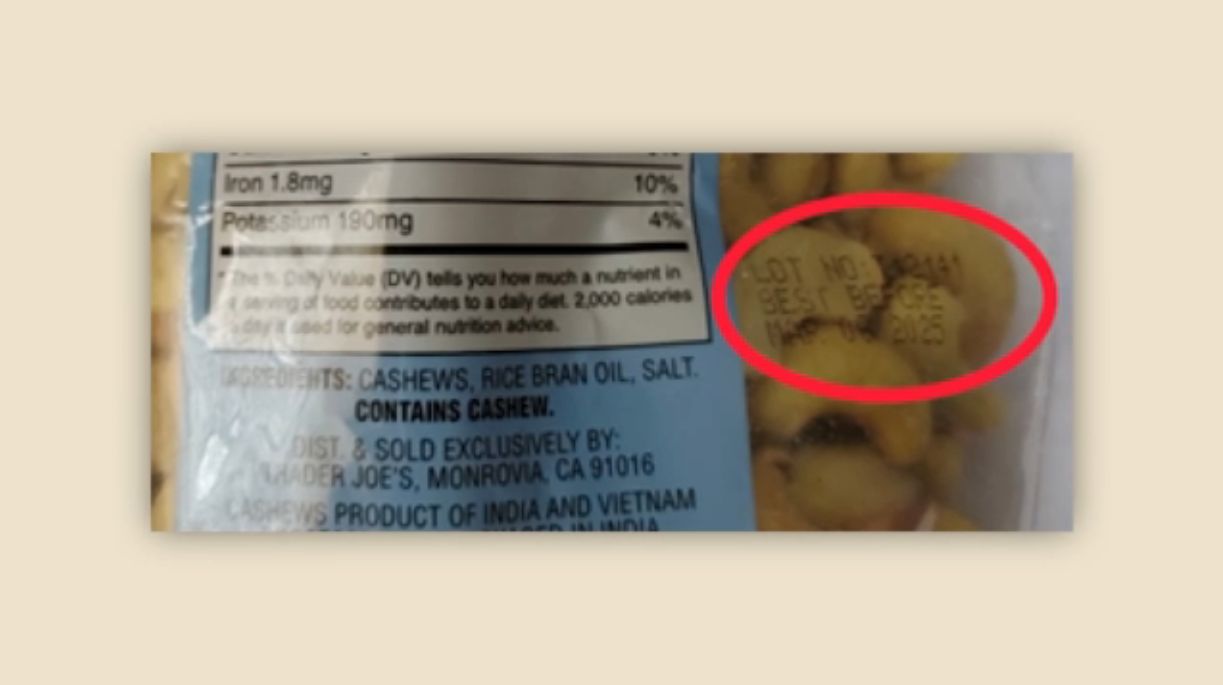 Iron 1.8mg 10%
Potassium 190mg 4%
* The % Daily Value (DV) tells you how much a nutrient in
a serving of food contributes to a daily diet. 2,000 calories
a day is used for general nutrition advice.
INGREDIENTS: CASHEWS, RICE BRAN OIL, SALT.
CONTAINS CASHEW.
DIST. & SOLD EXCLUSIVELY BY:
TRADER JOE'S, MONROVIA, CA 91016
CASHEWS PRODUCT OF INDIA AND VIETNAM
IN INDIA
LOT NO:
BEST BEFORE
MAR. 2025